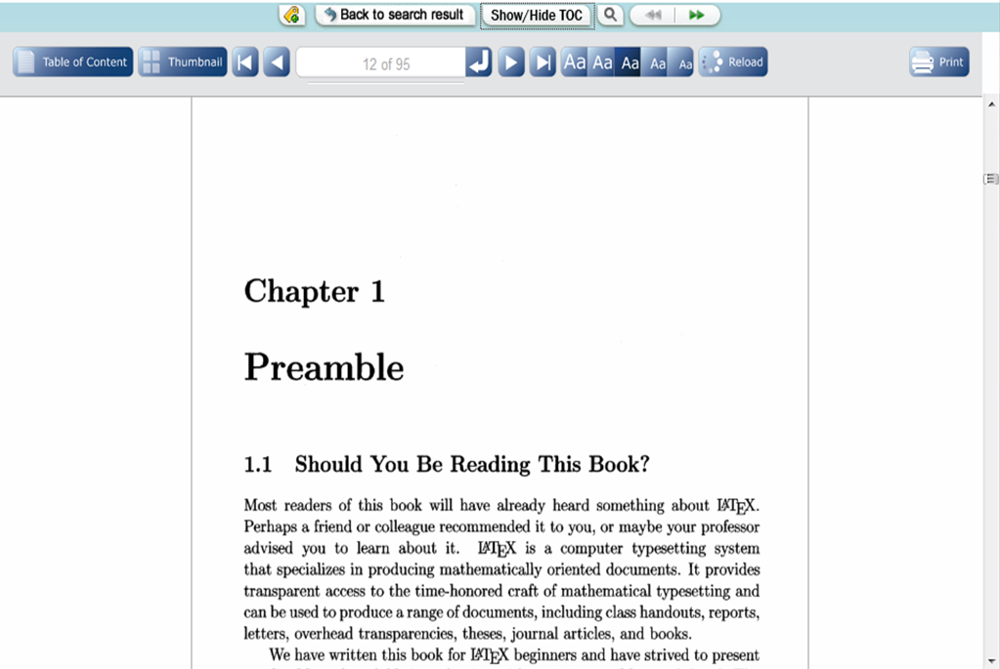 Back to search result Show/Hide TOC
Table of Content Thumbnail 12 of 95 Aa Aa Aa Aa Aa Reload Print
Chapter 1
Preamble
1.1 Should You Be Reading This Book?
Most readers of this book will have already heard something about LATEX.
Perhaps a friend or colleague recommended it to you, or maybe your professor
advised you to learn about it. LATEX is a computer typesetting system
that specializes in producing mathematically oriented documents. It provides
transparent access to the time-honored craft of mathematical typesetting and
can be used to produce a range of documents, including class handouts, reports,
letters, overhead transparencies, theses, journal articles, and books.
We have written this book for LATEX beginners and have strived to present